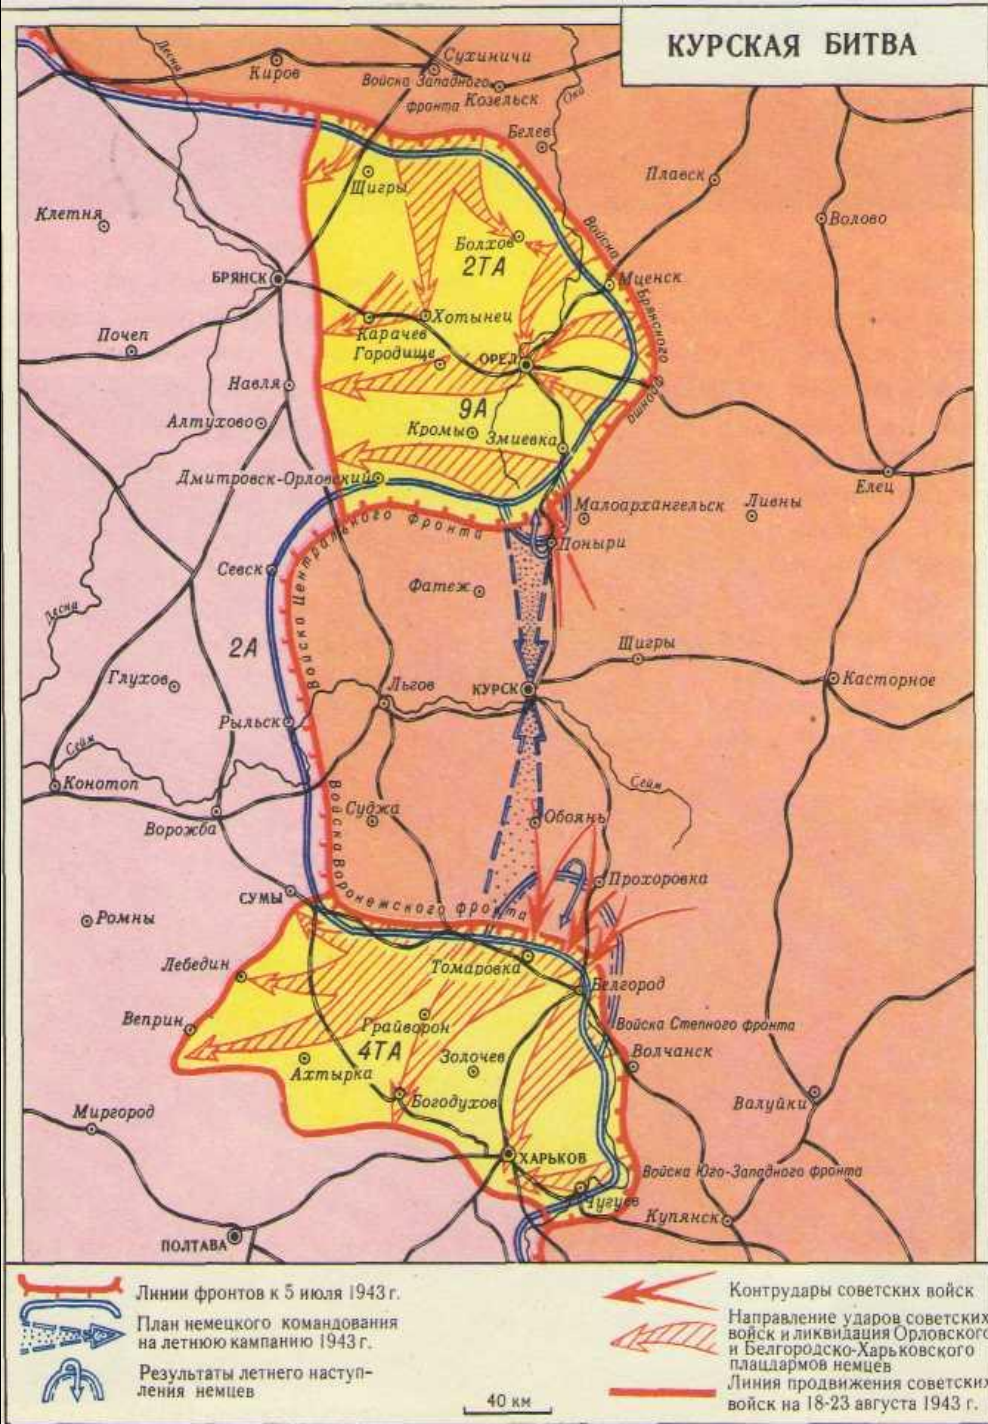 КУРСКАЯ БИТВА
Десна
Киров
Сухиничи
Войска Западного
фронта
Козельск
Ока
Белев
Плавск
Щигры
Клетня
Болхов
2ТА
Войска
Брянского
фронта
Волово
БРЯНСК
Мценск
Хотынец
Карачев
Почеп
Городище
ОРЕЛ
Навля
9А
Алтухово
Кромы
Змиевка
Дмитровск-Орловский
Елец
Малоархангельск
Ливны
Войска Центрального фронта
Поныри
Севск
Фатеж
Десна
2А
Щигры
Глухов
Льгов
КУРСК
Касторное
Рыльск
Сейм
Конотоп
Сейм
Суджа
Обоянь
Ворожба
Войска Воронежского фронта
Прохоровка
СУМЫ
Ромны
Лебедин
Томаровка
Белгород
Веприн
Грайворон
Войска Степного фронта
4ТА
Золочев
Волчанск
Ахтырка
Богодухов
Валуйки
Миргород
ХАРЬКОВ
Войска Юго-Западного фронта
Чугуев
Купянск
ПОЛТАВА
Линии фронтов к 5 июля 1943 г.
План немецкого командования
на летнюю кампанию 1943 г.
Результаты летнего наступ-
ления немцев
40 км
Контрудары советских войск
Направление ударов советских
войск и ликвидация Орловского
и Белгородско-Харьковского
плацдармов немцев
Линия продвижения советских
войск на 18-23 августа 1943 г.